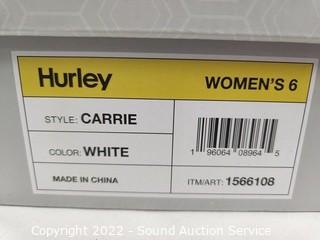 Hurley WOMEN'S 6
STYLE: CARRIE
COLOR: WHITE
1 96064 08964 5
MADE IN CHINA ITM/ART: 1566108
Copyright 2022 - Sound Auction Service